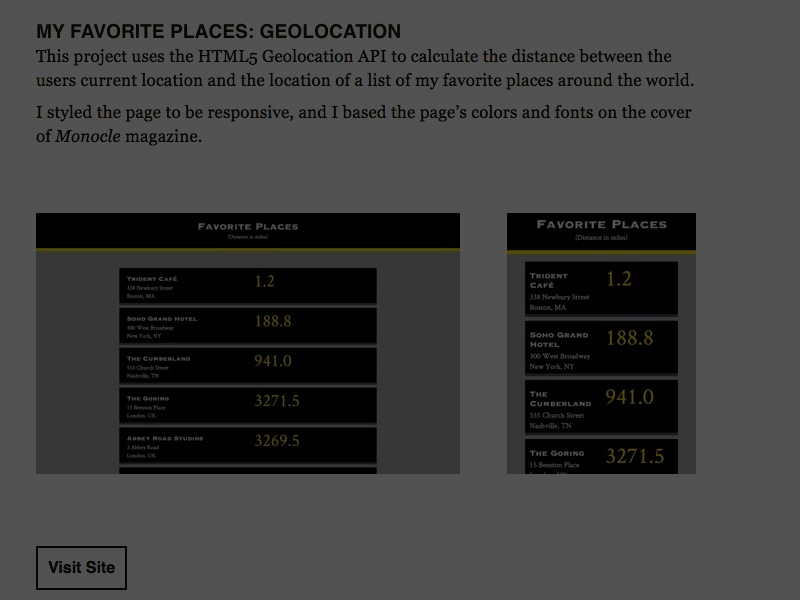 MY FAVORITE PLACES: GEOLOCATION
This project uses the HTML5 Geolocation API to calculate the distance between the
users current location and the location of a list of my favorite places around the world.
I styled the page to be responsive, and I based the page's colors and fonts on the cover
of Monocle magazine.
FAVORITE PLACES
(Distance in miles)
TRIDENT CAFÉ
338 Newbury Street
Boston, MA
1.2
SOHO GRAND HOTEL
300 West Broadway
New York, NY
188.8
THE CUMBERLAND
555 Church Street
Nashville, TN
941.0
THE GORING
15 Beeston Place
London, UK
3271.5
ABBEY ROAD STUDIOS
3 Abbey Road
London, UK
3269.5
FAVORITE PLACES
(Distance in miles)
TRIDENT
CAFÉ
338 Newbury Street
Boston, MA
1.2
SOHO GRAND
HOTEL
300 West Broadway
New York, NY
188.8
THE
CUMBERLAND
555 Church Street
Nashville, TN
941.0
THE GORING
15 Beeston Place
3271.5
Visit Site